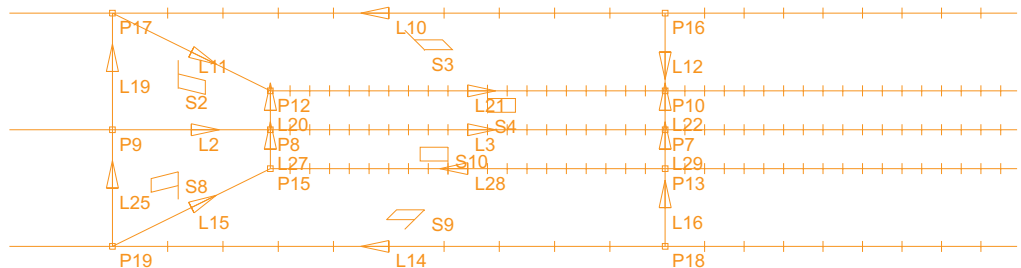 P17 L10 P16
S3
L19 L11 L12
S2
P12 L21 P10
L20 S4 L22
P9 L2 P8 L3 P7
L27 S10 L29
P15 L28 P13
S8
L25 L15 S9 L16
P19 L14 P18